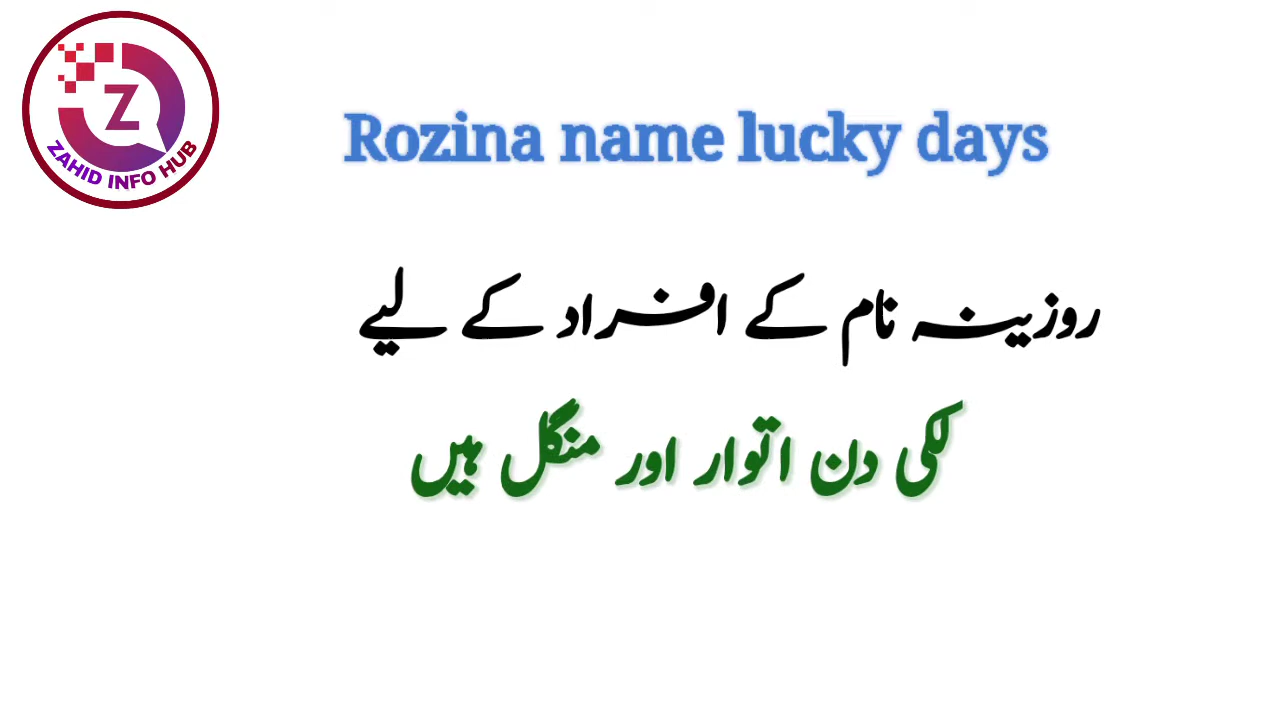 Z
ZAHID INFO HUB
Rozina name lucky days
روزینہ نام کے افراد کے لیے
لکی دن اتوار اور منگل ہیں